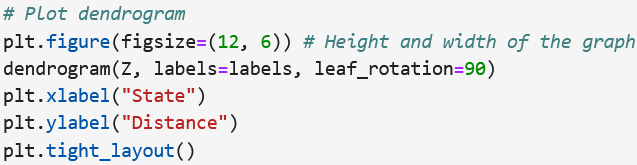 # Plot dendrogram
plt.figure(figsize=(12, 6)) # Height and width of the graph
dendrogram(Z, labels=labels, leaf_rotation=90)
plt.xlabel("State")
plt.ylabel("Distance")
plt.tight_layout()